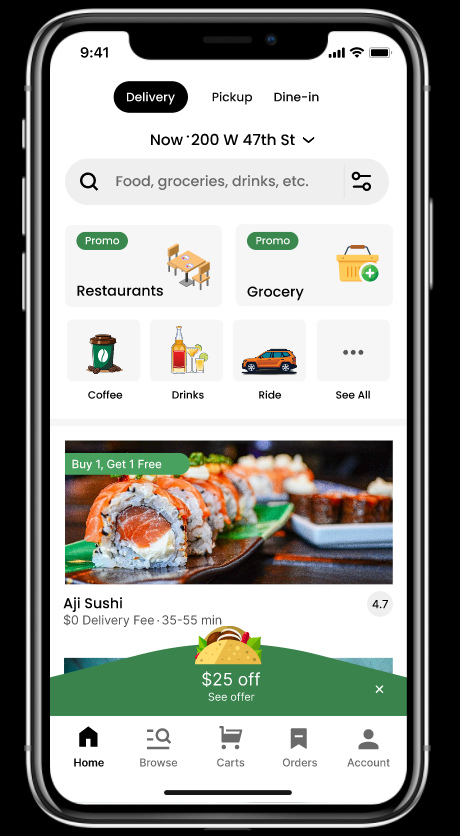 9:41
Delivery Pickup Dine-in
Now · 200 W 47th St
Food, groceries, drinks, etc.
Promo Promo
Restaurants Grocery
Coffee Drinks Ride See All
Buy 1, Get 1 Free
Aji Sushi 4.7
$0 Delivery Fee · 35-55 min
$25 off
See offer
Home Browse Carts Orders Account